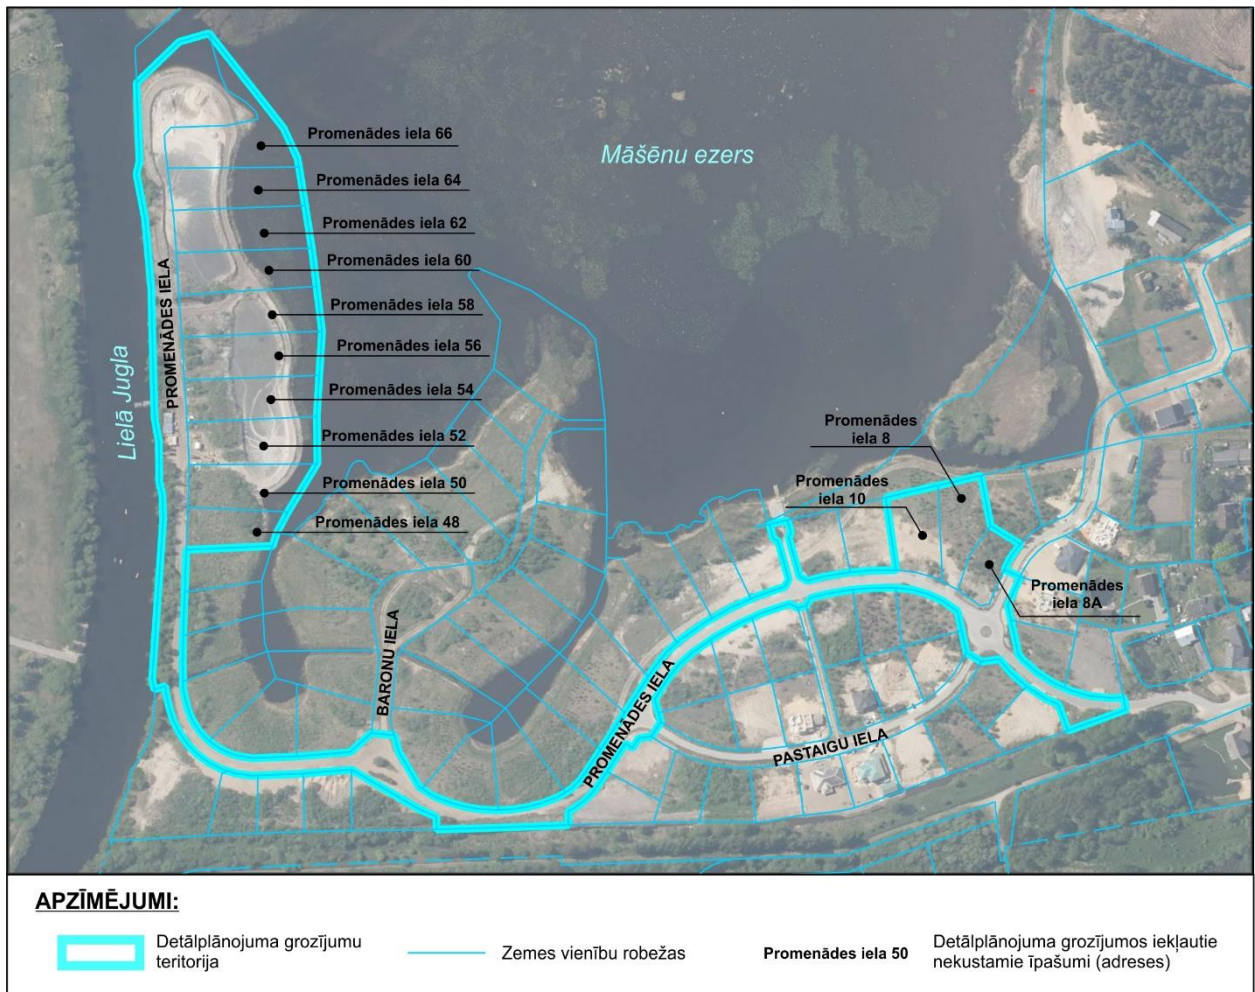 Promenādes iela 66
Māšēnu ezers
Promenādes iela 64
Promenādes iela 62
Promenādes iela 60
Promenādes iela 58
Promenādes iela 56
Promenādes iela 54
Promenādes iela 52
Promenādes iela 50
Promenādes iela 48
PROMENĀDES IELA
Lielā Jugla
Promenādes
iela 8
Promenādes
iela 10
Promenādes
iela 8A
BARONU IELA
PROMENĀDES IELA
PASTAIGU IELA
APZĪMĒJUMI:
Detālplānojuma grozījumu
teritorija
Zemes vienību robežas
Promenādes iela 50
Detālplānojuma grozījumos iekļautie
nekustamie īpašumi (adreses)